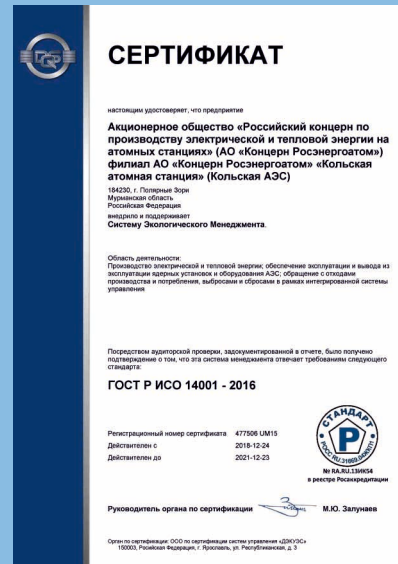 DQS
СЕРТИФИКАТ
настоящим удостоверяет, что предприятие
Акционерное общество «Российский концерн по
производству электрической и тепловой энергии на
атомных станциях» (АО «Концерн Росэнергоатом»)
филиал АО «Концерн Росэнергоатом» «Кольская
атомная станция» (Кольская АЭС)
184230, г. Полярные Зори
Мурманская область
Российская Федерация
внедрило и поддерживает
Систему Экологического Менеджмента.
Область деятельности:
Производство электрической и тепловой энергии; обеспечение эксплуатации и вывода из
эксплуатации ядерных установок и оборудования АЭС; обращение с отходами
производства и потребления, выбросами и сбросами в рамках интегрированной системы
управления
Посредством аудиторской проверки, задокументированной в отчете, было получено
подтверждение о том, что эта система менеджмента отвечает требованиям следующего
стандарта:
ГОСТ Р ИСО 14001 - 2016
Регистрационный номер сертификата 477506 UM15
Действителен с 2018-12-24
Действителен до 2021-12-23
СТАНДАРТ
Р
№ RA.RU.13ИК54
в реестре Росаккредитации
Руководитель органа по сертификации М.Ю. Залунаев
Орган по сертификации: ООО по сертификации систем управления «ДЭКУЭС»
150003, Российская Федерация, г. Ярославль, ул. Республиканская, д. 3